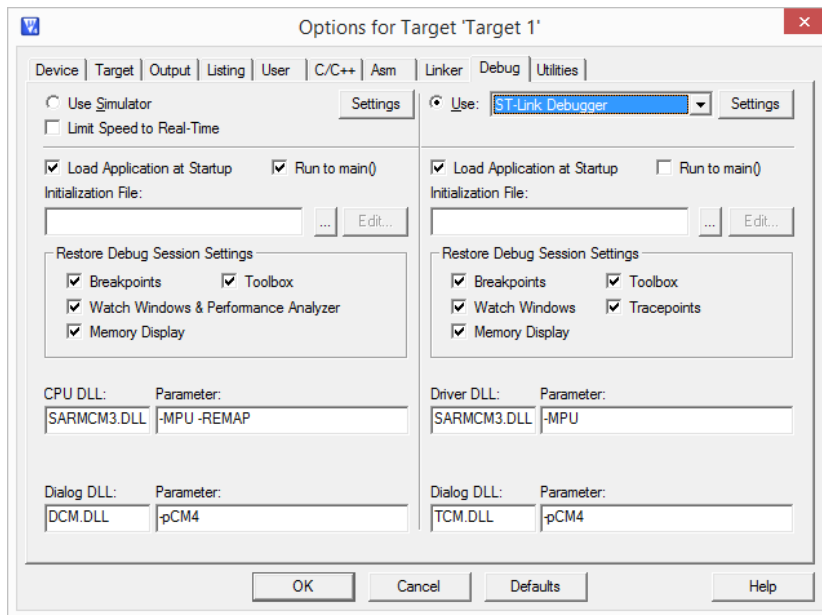 Options for Target 'Target 1'
Device Target Output Listing User C/C++ Asm Linker Debug Utilities
Use Simulator Settings
Limit Speed to Real-Time
Use: ST-Link Debugger Settings
Load Application at Startup Run to main()
Initialization File:
... Edit...
Restore Debug Session Settings
Breakpoints Toolbox
Watch Windows & Performance Analyzer
Memory Display
CPU DLL: Parameter:
SARMCM3.DLL -MPU -REMAP
Dialog DLL: Parameter:
DCM.DLL -pCM4
Load Application at Startup Run to main()
Initialization File:
... Edit...
Restore Debug Session Settings
Breakpoints Toolbox
Watch Windows Tracepoints
Memory Display
Driver DLL: Parameter:
SARMCM3.DLL -MPU
Dialog DLL: Parameter:
TCM.DLL -pCM4
OK Cancel Defaults Help